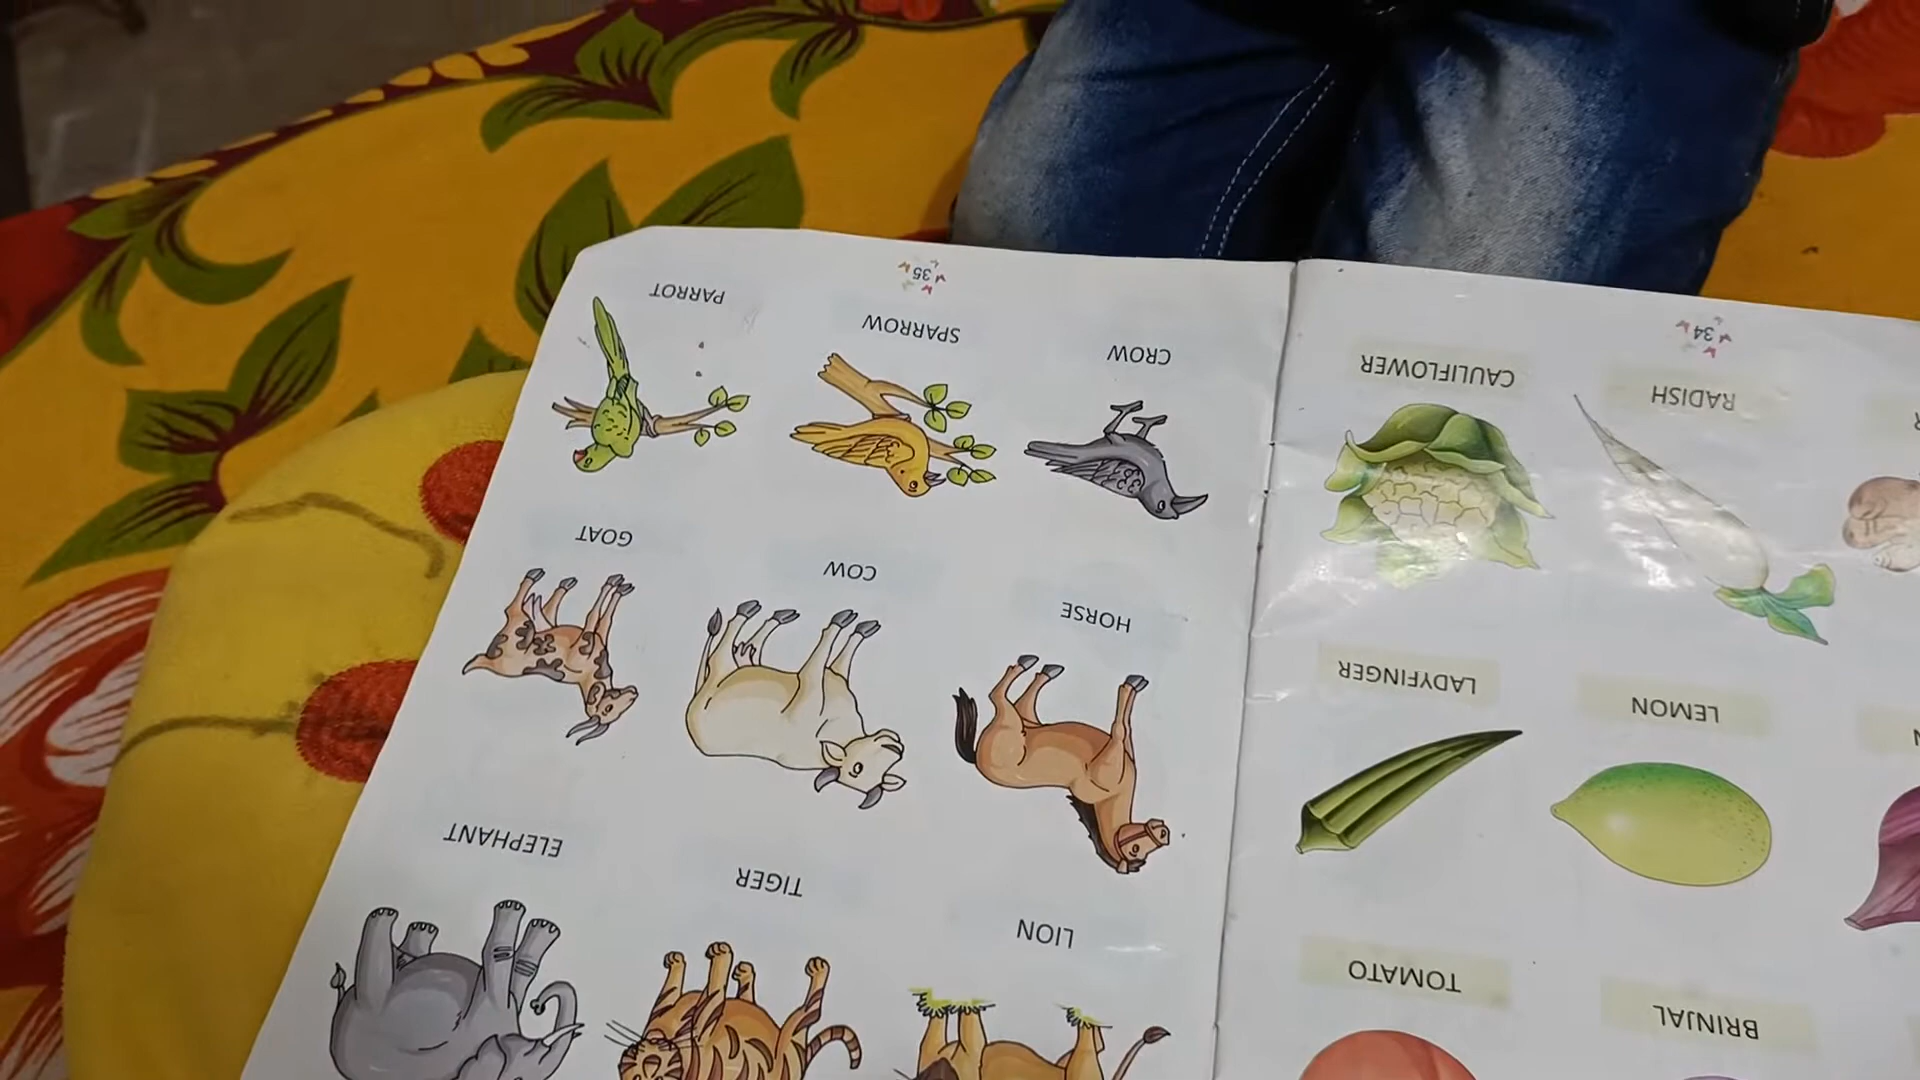 BRINJAL
TOMATO
LEMON
LADYFINGER
RADISH
CAULIFLOWER
34
LION
TIGER
ELEPHANT
HORSE
COW
GOAT
CROW
SPARROW
PARROT
35